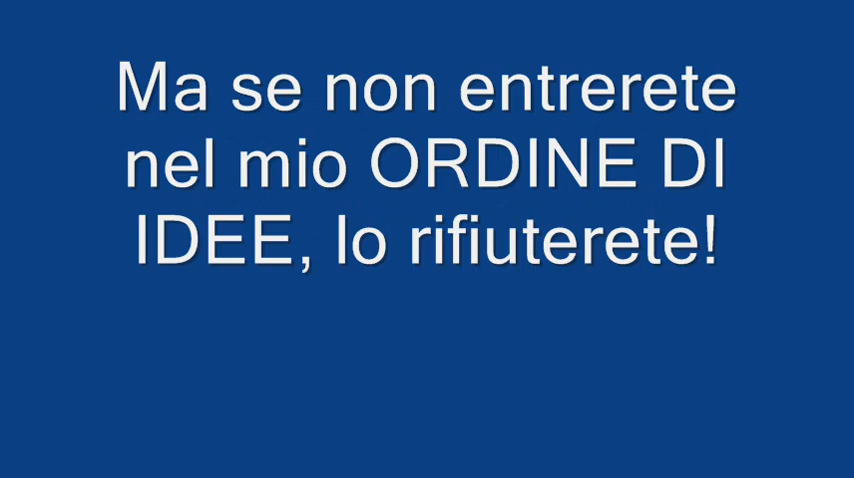 Ma se non entrerete
nel mio ORDINE DI
IDEE, lo rifiuterete!